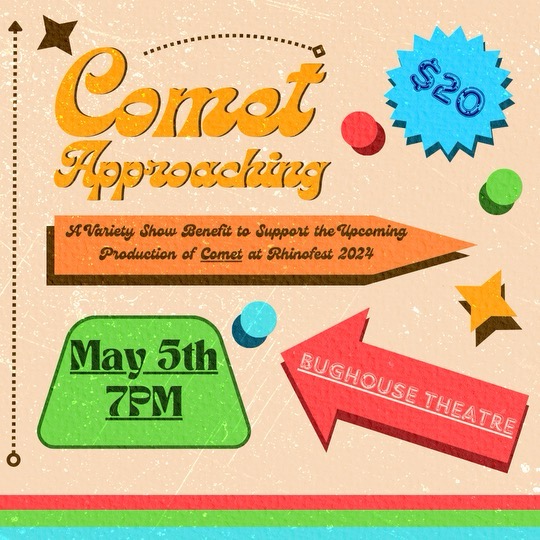 Comet
Approaching
$20
A Variety Show Benefit to Support the Upcoming
Production of Comet at Rhinofest 2024
May 5th
7PM
BUGHOUSE THEATRE